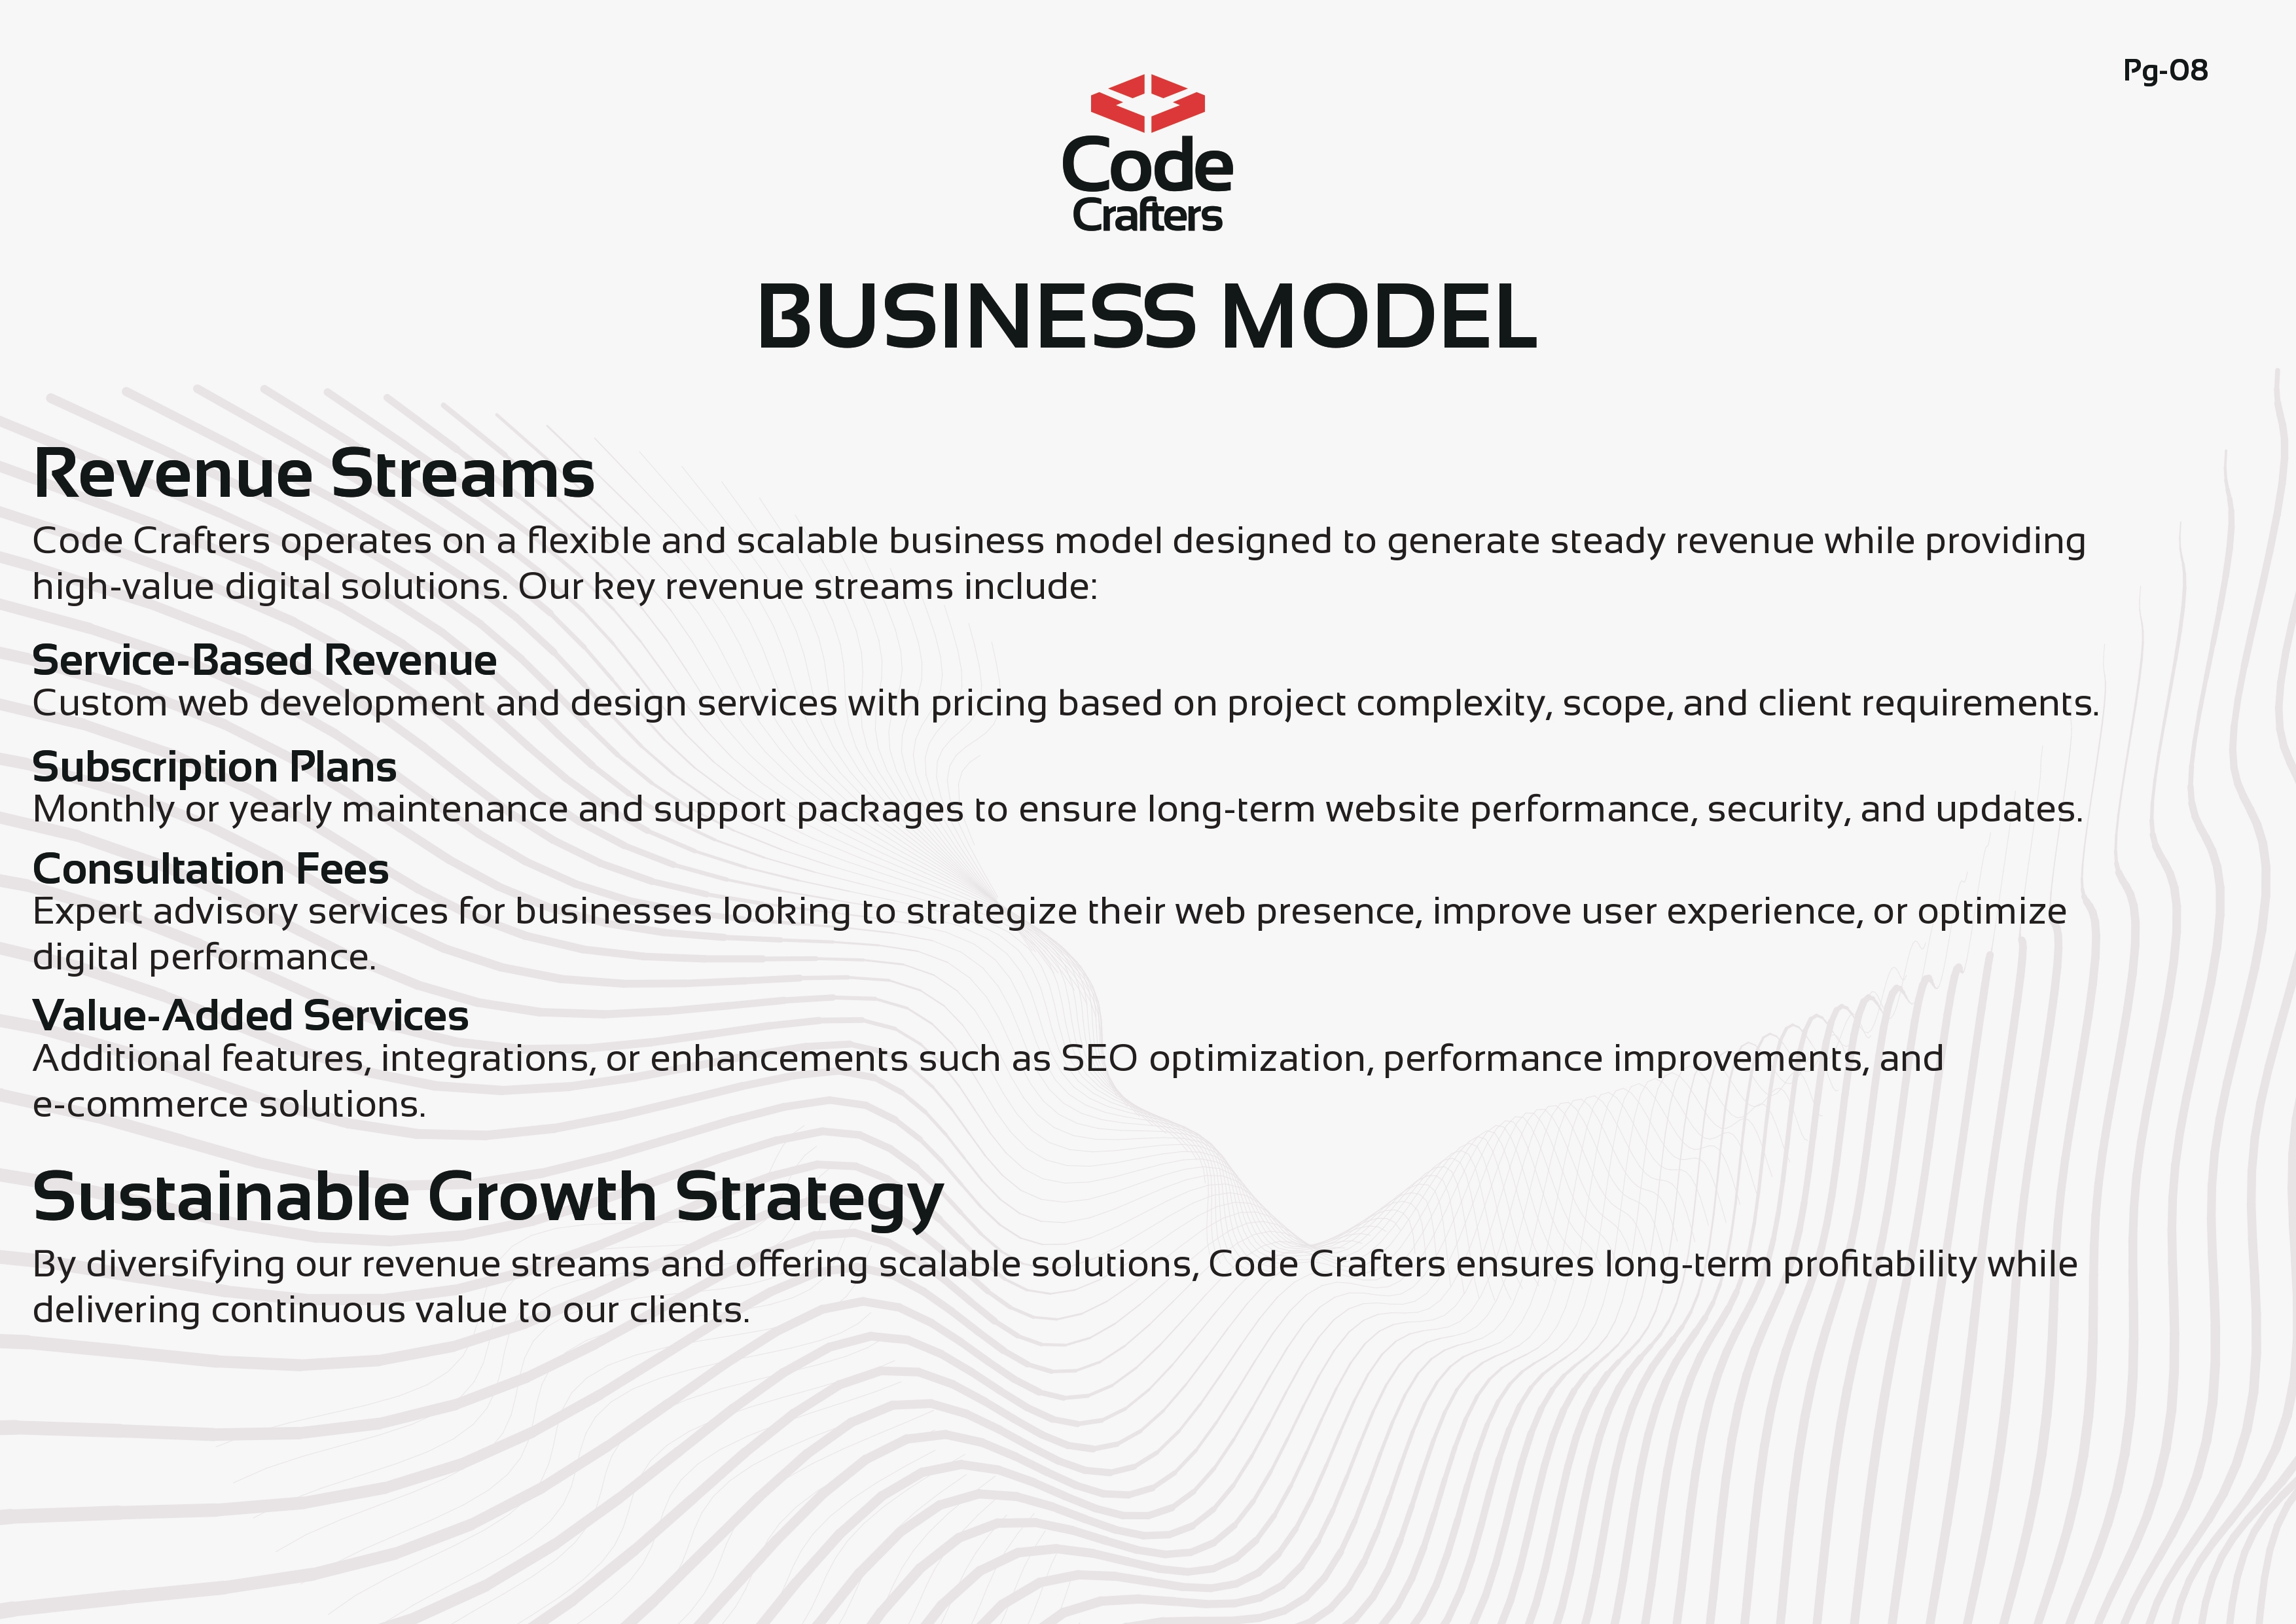 Pg-08
Code
Crafters
BUSINESS MODEL
Revenue Streams
Code Crafters operates on a flexible and scalable business model designed to generate steady revenue while providing
high-value digital solutions. Our key revenue streams include:
Service-Based Revenue
Custom web development and design services with pricing based on project complexity, scope, and client requirements.
Subscription Plans
Monthly or yearly maintenance and support packages to ensure long-term website performance, security, and updates.
Consultation Fees
Expert advisory services for businesses looking to strategize their web presence, improve user experience, or optimize
digital performance.
Value-Added Services
Additional features, integrations, or enhancements such as SEO optimization, performance improvements, and
e-commerce solutions.
Sustainable Growth Strategy
By diversifying our revenue streams and offering scalable solutions, Code Crafters ensures long-term profitability while
delivering continuous value to our clients.